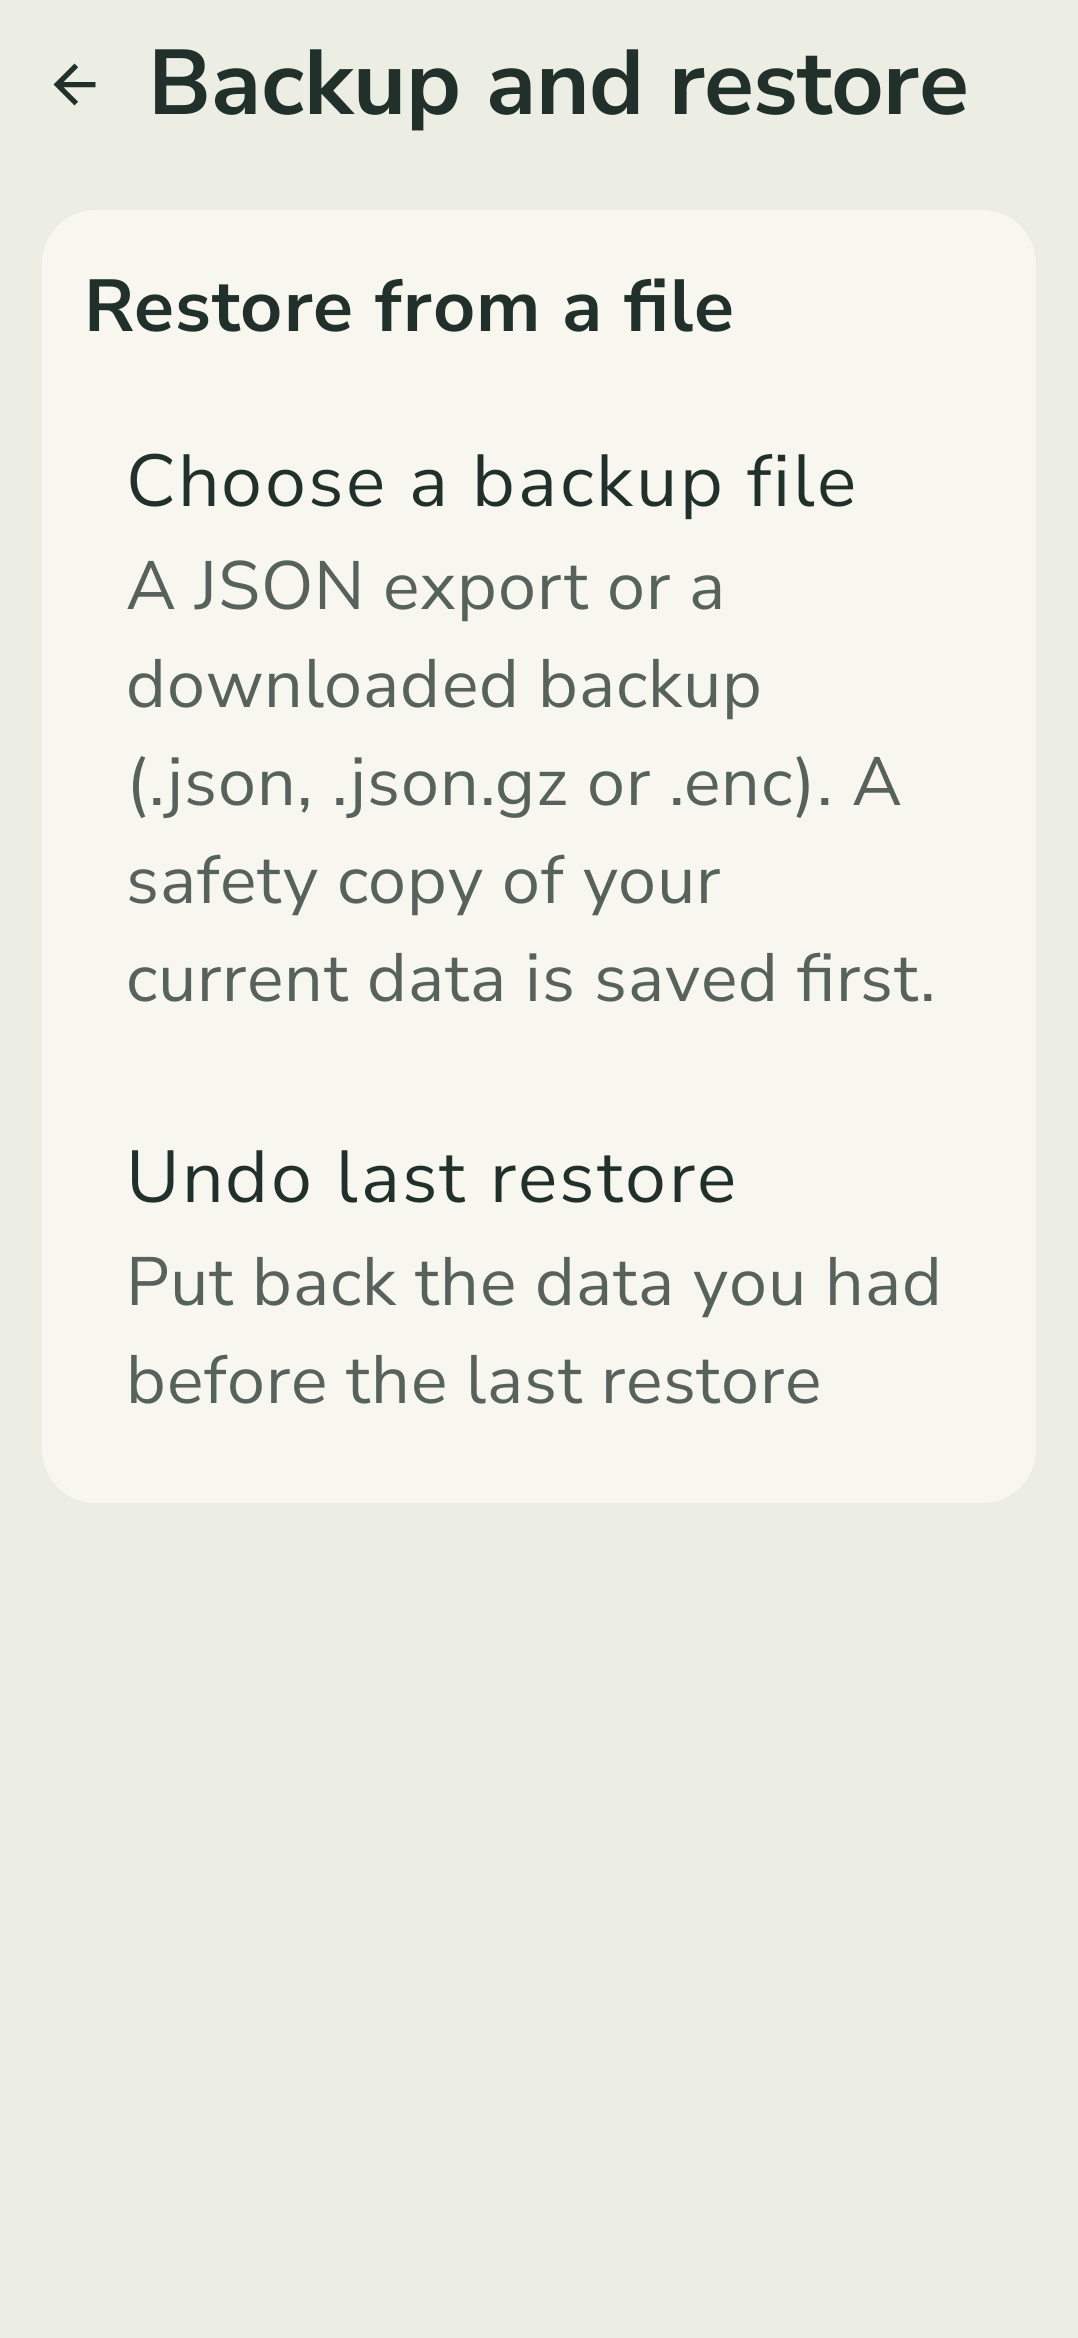 Backup and restore
Restore from a file
Choose a backup file
A JSON export or a
downloaded backup
(.json, .json.gz or .enc). A
safety copy of your
current data is saved first.
Undo last restore
Put back the data you had
before the last restore